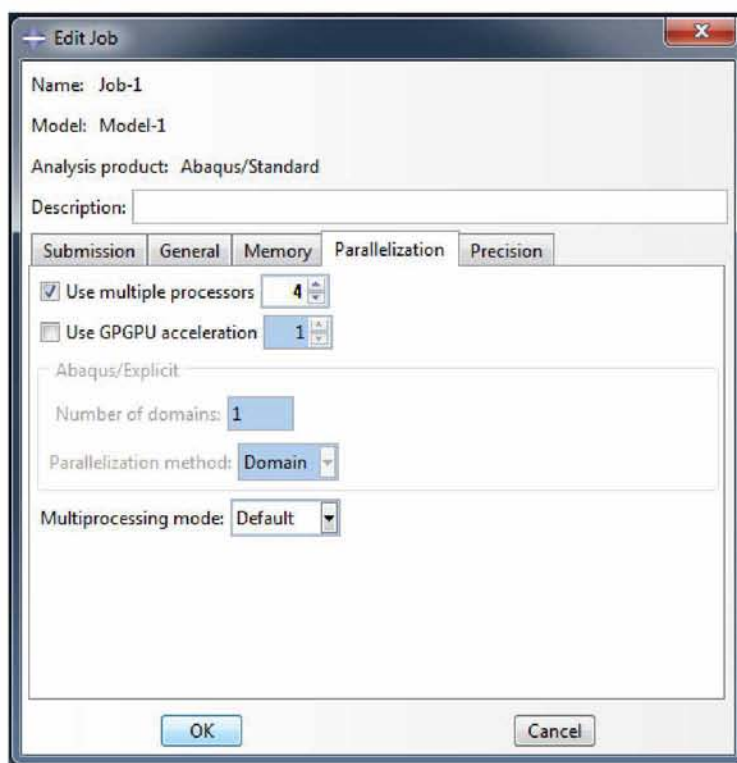 Edit Job
Name: Job-1
Model: Model-1
Analysis product: Abaqus/Standard
Description:
Submission General Memory Parallelization Precision
Use multiple processors 4
Use GPGPU acceleration 1
Abaqus/Explicit
Number of domains: 1
Parallelization method: Domain
Multiprocessing mode: Default
OK Cancel